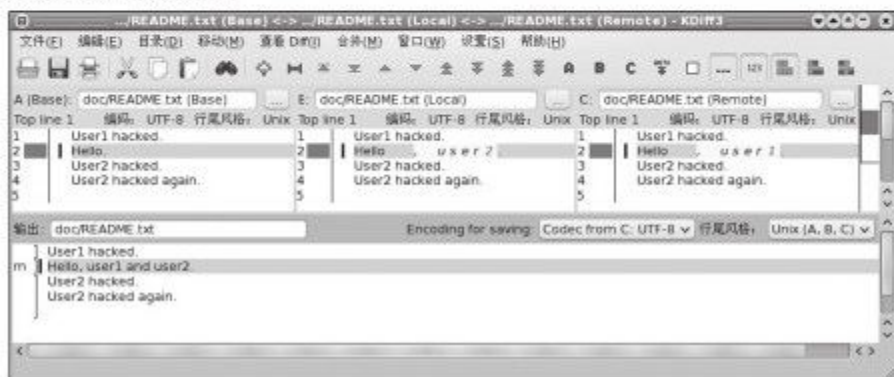 .../README.txt (Base) <-> .../README.txt (Local) <-> .../README.txt (Remote) - KDiff3
文件(F) 编辑(E) 目录(D) 移动(M) 查看 Diff(I) 合并(M) 窗口(W) 设置(S) 帮助(H)
A B C 123
A (Base): doc/README.txt (Base) ... E: doc/README.txt (Local) ... C: doc/README.txt (Remote) ...
Top line 1 编码: UTF-8 行尾风格: Unix Top line 1 编码: UTF-8 行尾风格: Unix Top line 1 编码: UTF-8 行尾风格: Unix
1 User1 hacked. 1 User1 hacked. 1 User1 hacked.
2 Hello. 2 Hello, user2. 2 Hello, user1.
3 User2 hacked. 3 User2 hacked. 3 User2 hacked.
4 User2 hacked again. 4 User2 hacked again. 4 User2 hacked again.
5 5 5
输出: doc/README.txt Encoding for saving: Codec from C: UTF-8 行尾风格: Unix (A, B, C)
User1 hacked.
m Hello, user1 and user2
User2 hacked.
User2 hacked again.